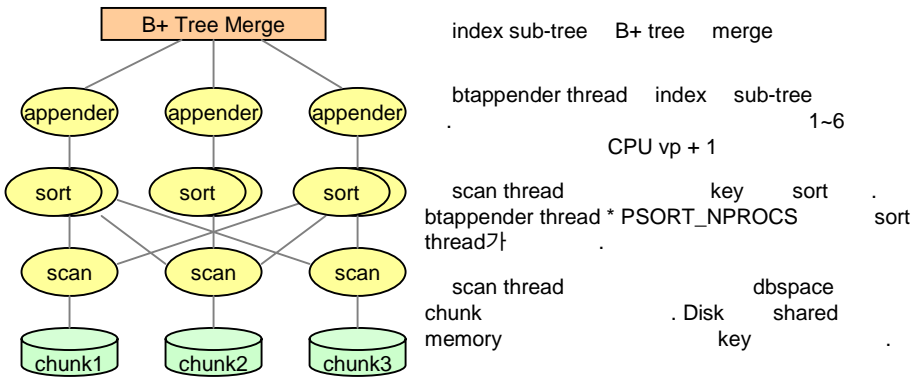 B+ Tree Merge
appender appender appender
sort sort sort
scan scan scan
chunk1 chunk2 chunk3
index sub-tree B+ tree merge
btappender thread index sub-tree
. 1~6
CPU vp + 1
scan thread key sort .
btappender thread * PSORT_NPROCS sort
thread가 .
scan thread dbspace
chunk . Disk shared
memory key .